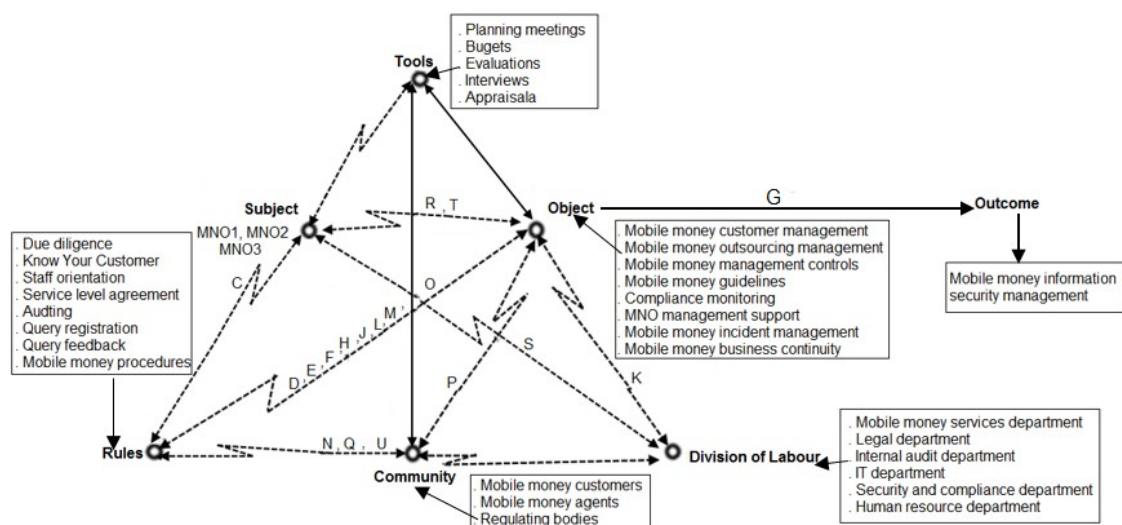 . Planning meetings
. Bugets
. Evaluations
. Interviews
. Appraisala
Tools
R , T
G
Subject
Object
Outcome
MNO1, MNO2
MNO3
. Due diligence
. Know Your Customer
. Staff orientation
. Service level agreement
. Audting
. Query registration
. Query feedback
. Mobile money procedures
C
. Mobile money customer management
. Mobile money outsourcing management
. Mobile money management controls
. Mobile money guidelines
. Compliance monitoring
. MNO management support
. Mobile money incident management
. Mobile money business continuity
Mobile money information
security management
D, E, F, H, J, L, M, O
S
P
K
N, Q, U
Rules
Community
Division of Labour
. Mobile money services department
. Legal department
. Internal audit department
. IT department
. Security and compliance department
. Human resource department
. Mobile money customers
. Mobile money agents
. Regulating bodies